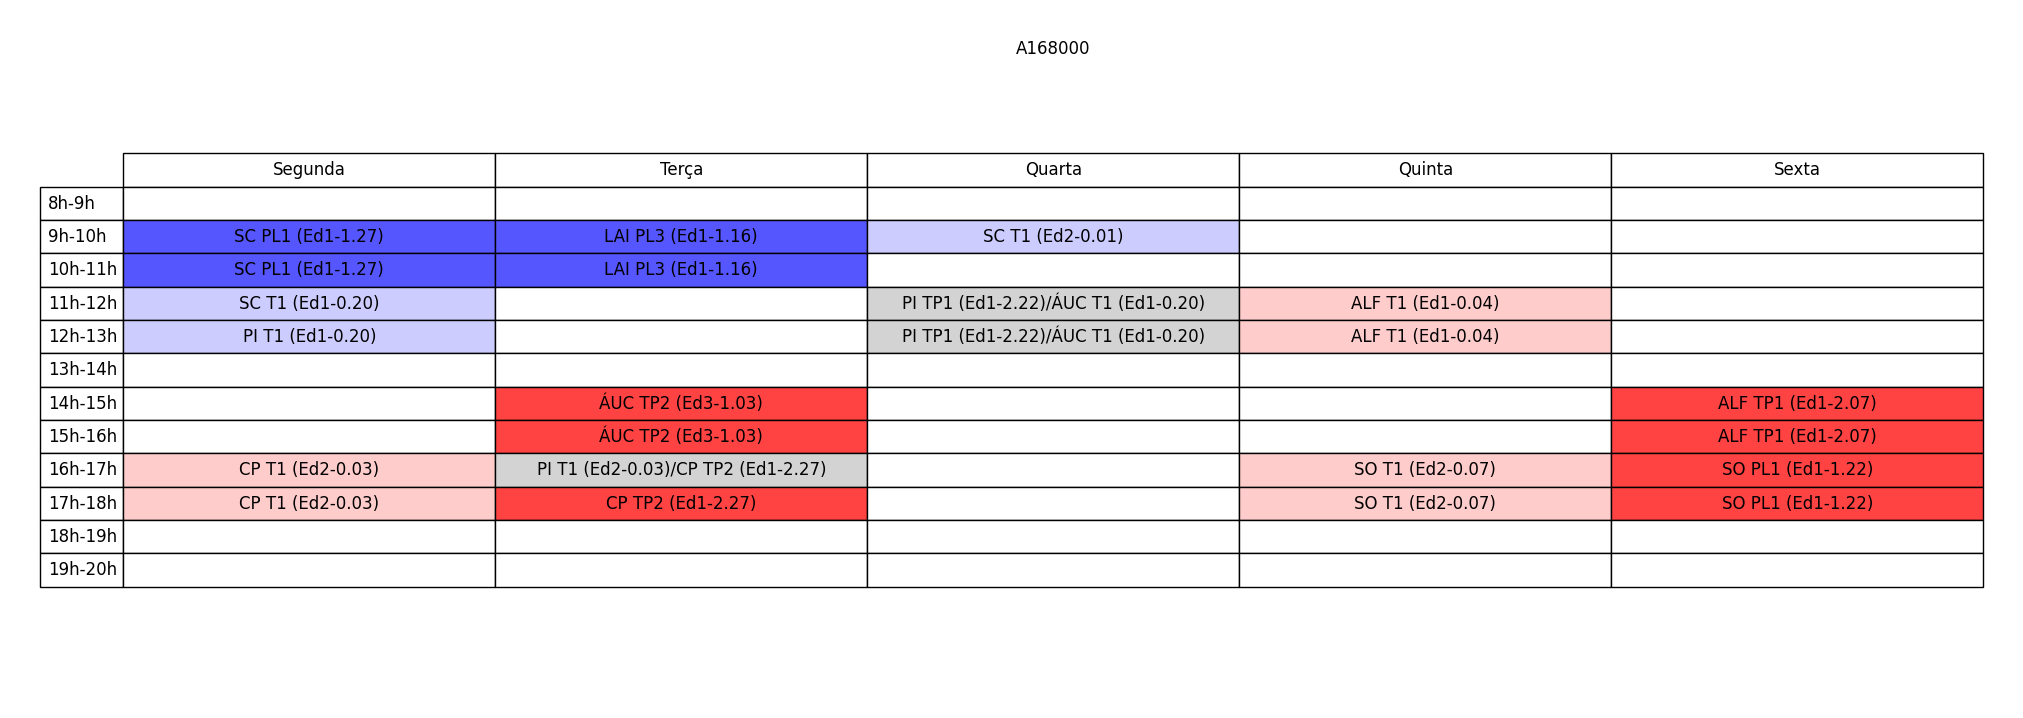 A168000
Segunda Terça Quarta Quinta Sexta
8h-9h
9h-10h SC PL1 (Ed1-1.27) LAI PL3 (Ed1-1.16) SC T1 (Ed2-0.01)
10h-11h SC PL1 (Ed1-1.27) LAI PL3 (Ed1-1.16)
11h-12h SC T1 (Ed1-0.20) PI TP1 (Ed1-2.22)/ÁUC T1 (Ed1-0.20) ALF T1 (Ed1-0.04)
12h-13h PI T1 (Ed1-0.20) PI TP1 (Ed1-2.22)/ÁUC T1 (Ed1-0.20) ALF T1 (Ed1-0.04)
13h-14h
14h-15h ÁUC TP2 (Ed3-1.03) ALF TP1 (Ed1-2.07)
15h-16h ÁUC TP2 (Ed3-1.03) ALF TP1 (Ed1-2.07)
16h-17h CP T1 (Ed2-0.03) PI T1 (Ed2-0.03)/CP TP2 (Ed1-2.27) SO T1 (Ed2-0.07) SO PL1 (Ed1-1.22)
17h-18h CP T1 (Ed2-0.03) CP TP2 (Ed1-2.27) SO T1 (Ed2-0.07) SO PL1 (Ed1-1.22)
18h-19h
19h-20h